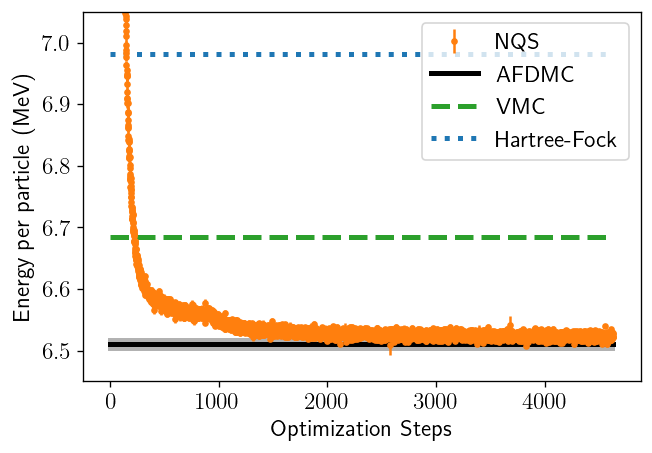 Energy per particle (MeV)
7.0
6.9
6.8
6.7
6.6
6.5
0
1000
2000
3000
4000
Optimization Steps
NQS
AFDMC
VMC
Hartree-Fock